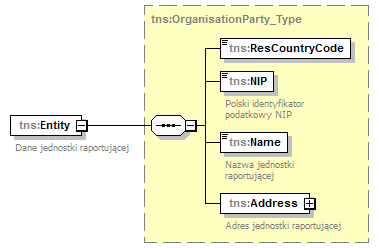 tns:OrganisationParty_Type
tns:ResCountryCode
tns:NIP
Polski identyfikator
podatkowy NIP
tns:Entity
Dane jednostki raportującej
tns:Name
Nazwa jednostki
raportującej
tns:Address
Adres jednostki raportującej